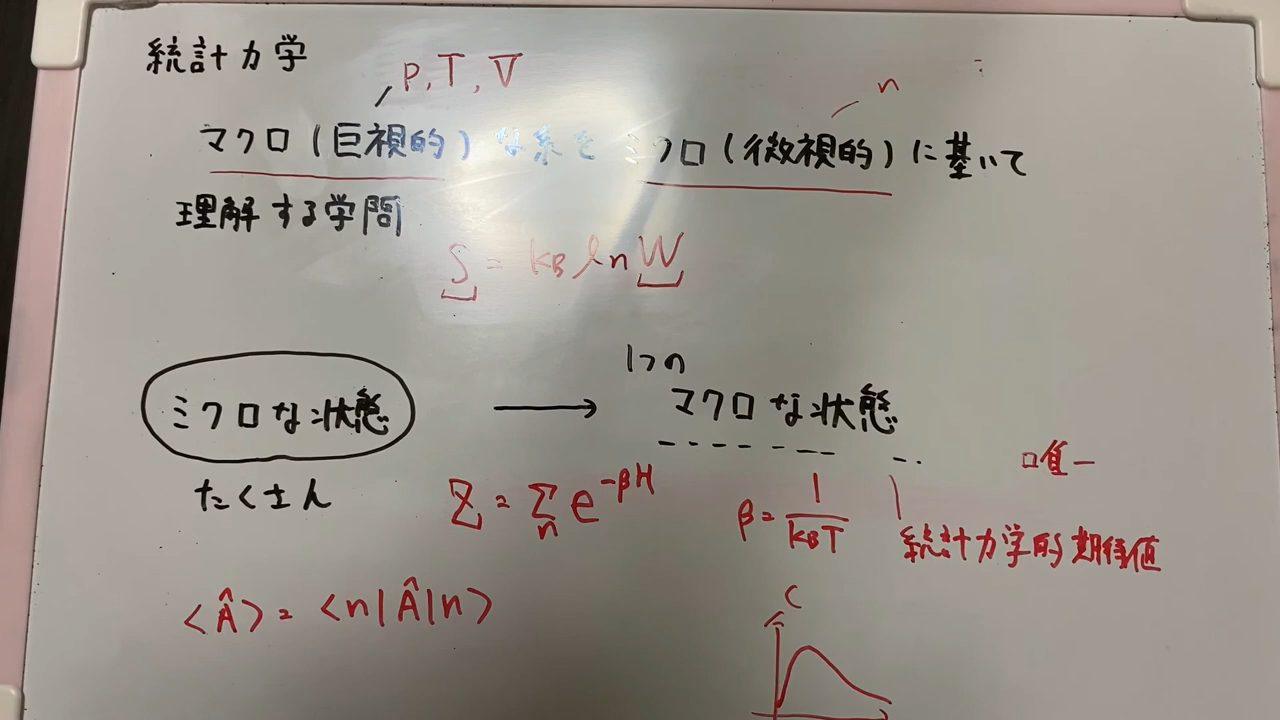 統計力学
P, T, V
n
マクロ(巨視的)な系をミクロ(微視的)に基いて
理解する学問
S = kB ln W
1つの
ミクロな状態 → マクロな状態
唯一
たくさん
Z = Σn e^-βH
β = 1/kBT
統計力学的期待値
<Â> = <n|Â|n>
C